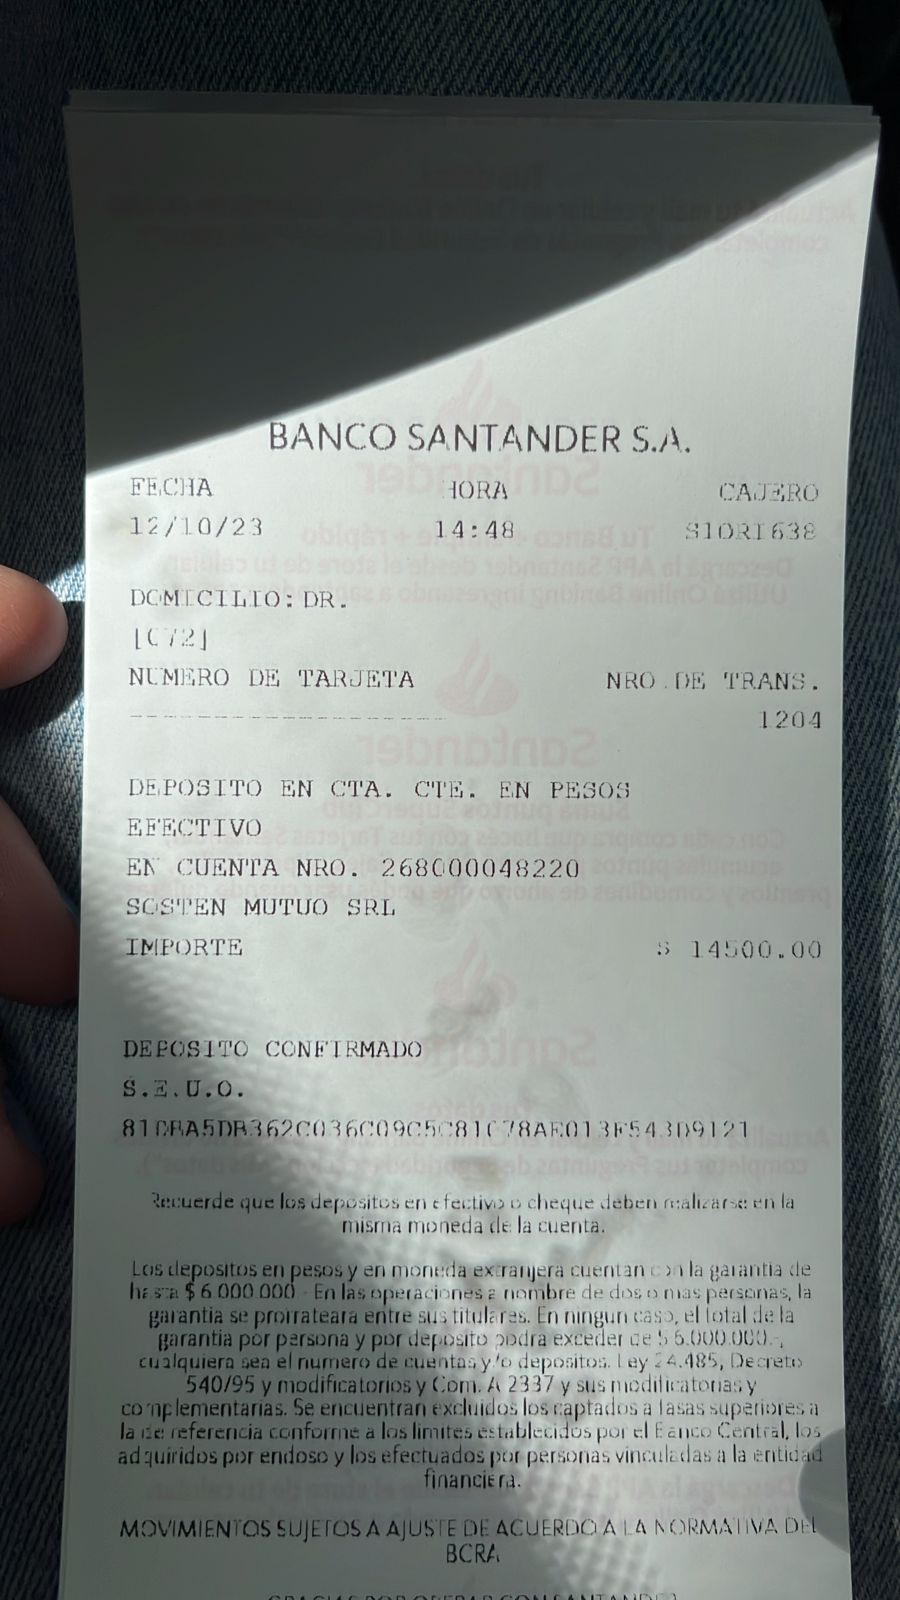 BANCO SANTANDER S.A.
FECHA HORA CAJERO
12/10/23 14:48 S1ORI638
DOMICILIO: DR.
[C72]
NUMERO DE TARJETA NRO.DE TRANS.
1204
DEPOSITO EN CTA. CTE. EN PESOS
EFECTIVO
EN CUENTA NRO. 268000048220
SOSTEN MUTUO SRL
IMPORTE $ 14500.00
DEPOSITO CONFIRMADO
S.E.U.O.
Recuerde que los depositos en efectivo o cheque deben realizarse en la
misma moneda de la cuenta.
Los depositos en pesos y en moneda extranjera cuentan con la garantia de
hasta $ 6.000.000.- En las operaciones a nombre de dos o mas personas, la
garantia se prorrateara entre sus titulares. En ningun caso, el total de la
garantia por persona y por deposito podra exceder de $ 6.000.000.-,
cualquiera sea el numero de cuentas y/o depositos. Ley 24.485, Decreto
540/95 y modificatorios y Com. A 2337 y sus modificatorias y
complementarias. Se encuentran excluidos los captados a tasas superiores a
la de referencia conforme a los limites establecidos por el Banco Central, los
adquiridos por endoso y los efectuados por personas vinculadas a la entidad
financiera.
MOVIMIENTOS SUJETOS A AJUSTE DE ACUERDO A LA NORMATIVA DEL
BCRA
GRACIAS POR OPERAR CON SANTANDER